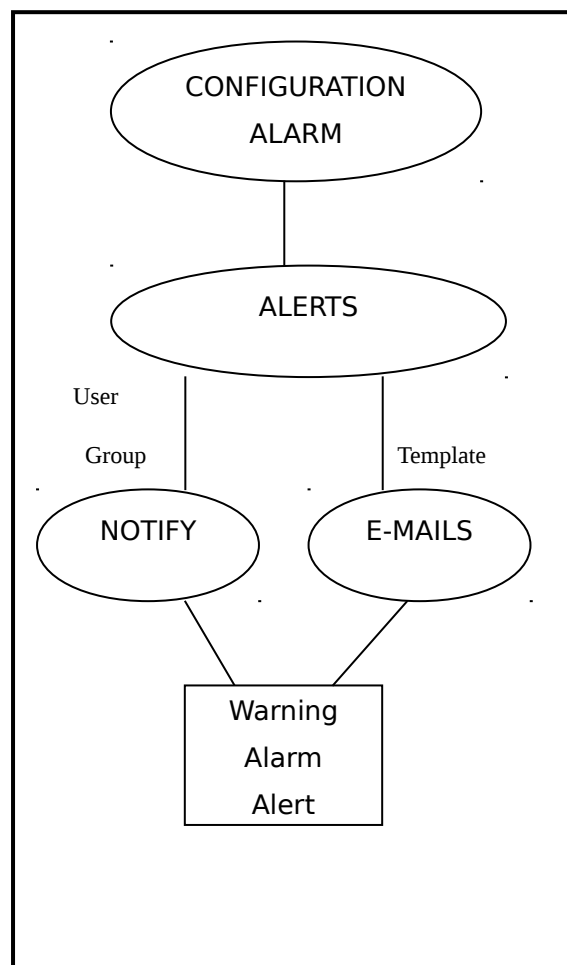 CONFIGURATION
ALARM
ALERTS
User
Group
Template
NOTIFY
E-MAILS
Warning
Alarm
Alert